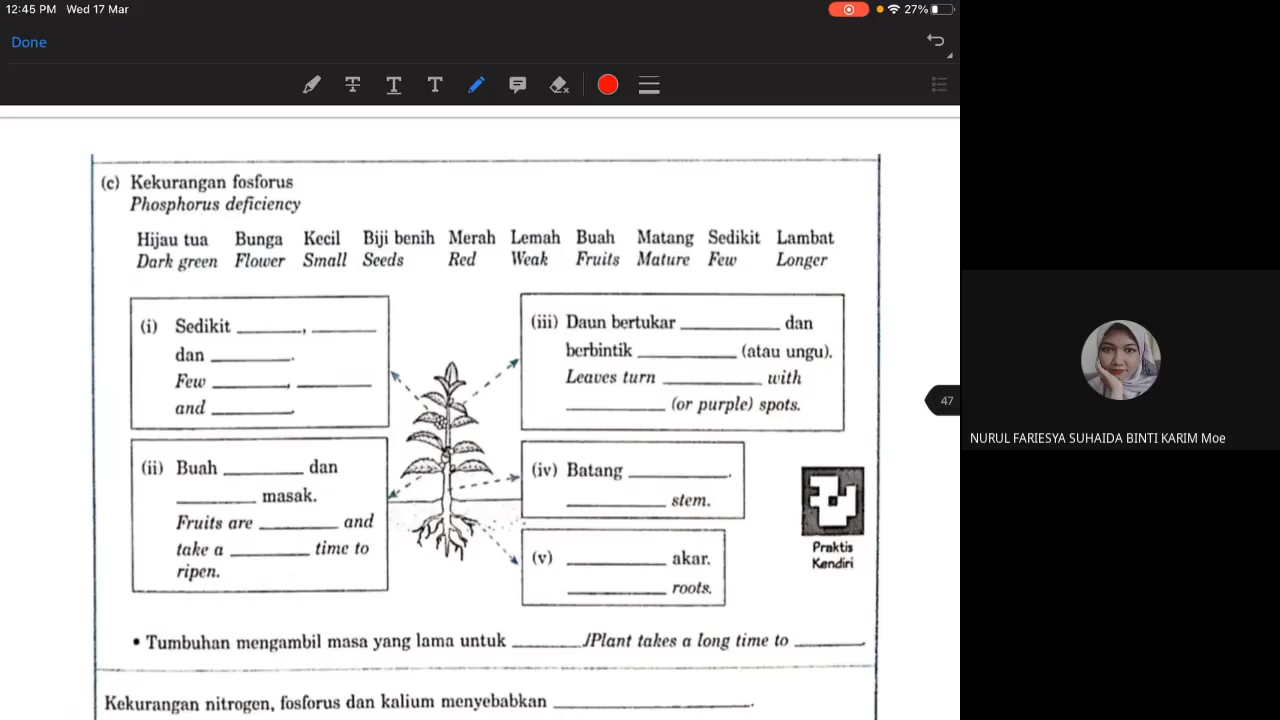 12:45 PM Wed 17 Mar
27%
Done
T T T
(c) Kekurangan fosforus
Phosphorus deficiency
Hijau tua Bunga Kecil Biji benih Merah Lemah Buah Matang Sedikit Lambat
Dark green Flower Small Seeds Red Weak Fruits Mature Few Longer
(i) Sedikit ________, ________
dan ________.
Few ________, ________
and ________.
(ii) Buah ________ dan
________ masak.
Fruits are ________ and
take a ________ time to
ripen.
(iii) Daun bertukar ________ dan
berbintik ________ (atau ungu).
Leaves turn ________ with
________ (or purple) spots.
(iv) Batang ________.
________ stem.
(v) ________ akar.
________ roots.
Praktis
Kendiri
• Tumbuhan mengambil masa yang lama untuk ________./Plant takes a long time to ________.
Kekurangan nitrogen, fosforus dan kalium menyebabkan ________.
47
NURUL FARIESYA SUHAIDA BINTI KARIM Moe